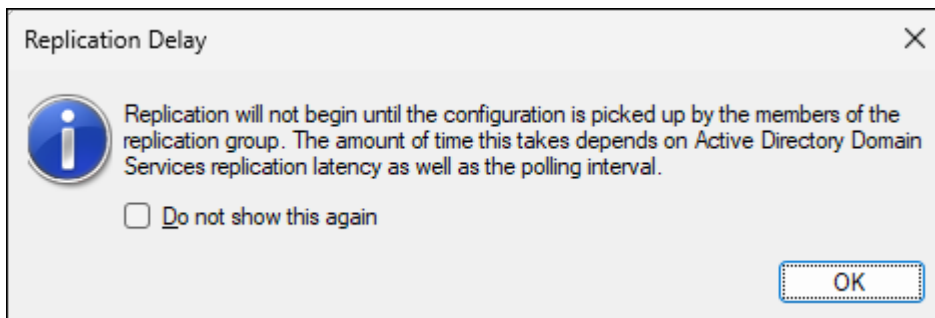 Replication Delay
Replication will not begin until the configuration is picked up by the members of the
replication group. The amount of time this takes depends on Active Directory Domain
Services replication latency as well as the polling interval.
Do not show this again
OK